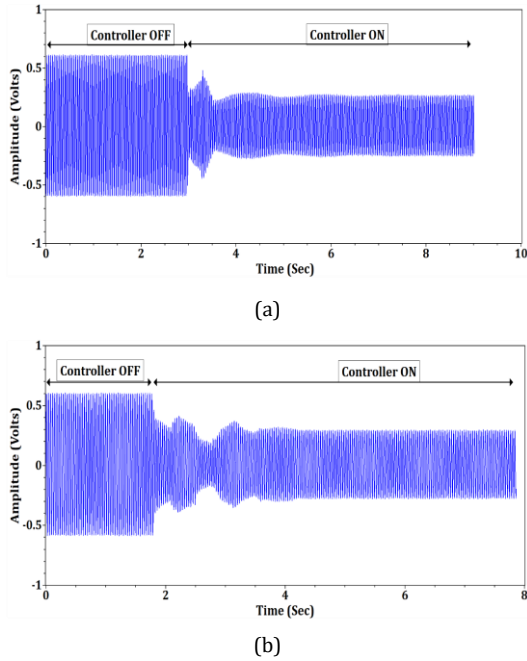 1
Controller OFF
Controller ON
0.5
0
-0.5
-1
Amplitude (Volts)
0 2 4 6 8 10
Time (Sec)
(a)
1
Controller OFF
Controller ON
0.5
0
-0.5
-1
Amplitude (Volts)
0 2 4 6 8
Time (Sec)
(b)